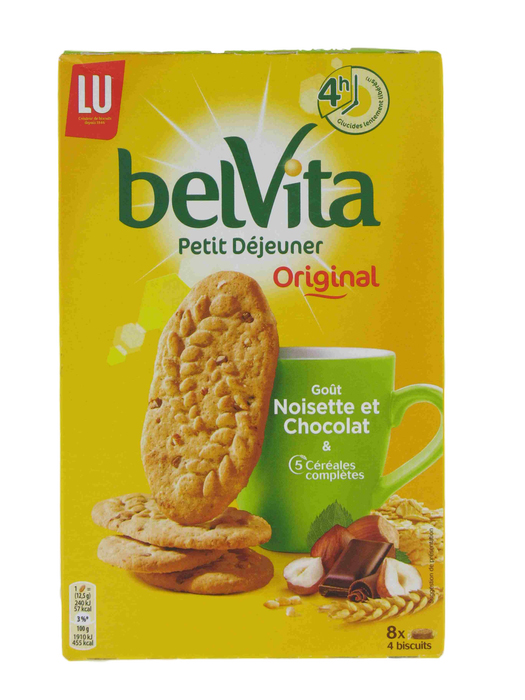 LU
4h
Glucides lentement libérés
belVita
Petit Déjeuner
Original
Goût
Noisette et
Chocolat
&
5 Céréales
complètes
1 =
(12,5 g)
240 kJ
57 kcal
3 %*
100 g
1910 kJ
455 kcal
8x
4 biscuits